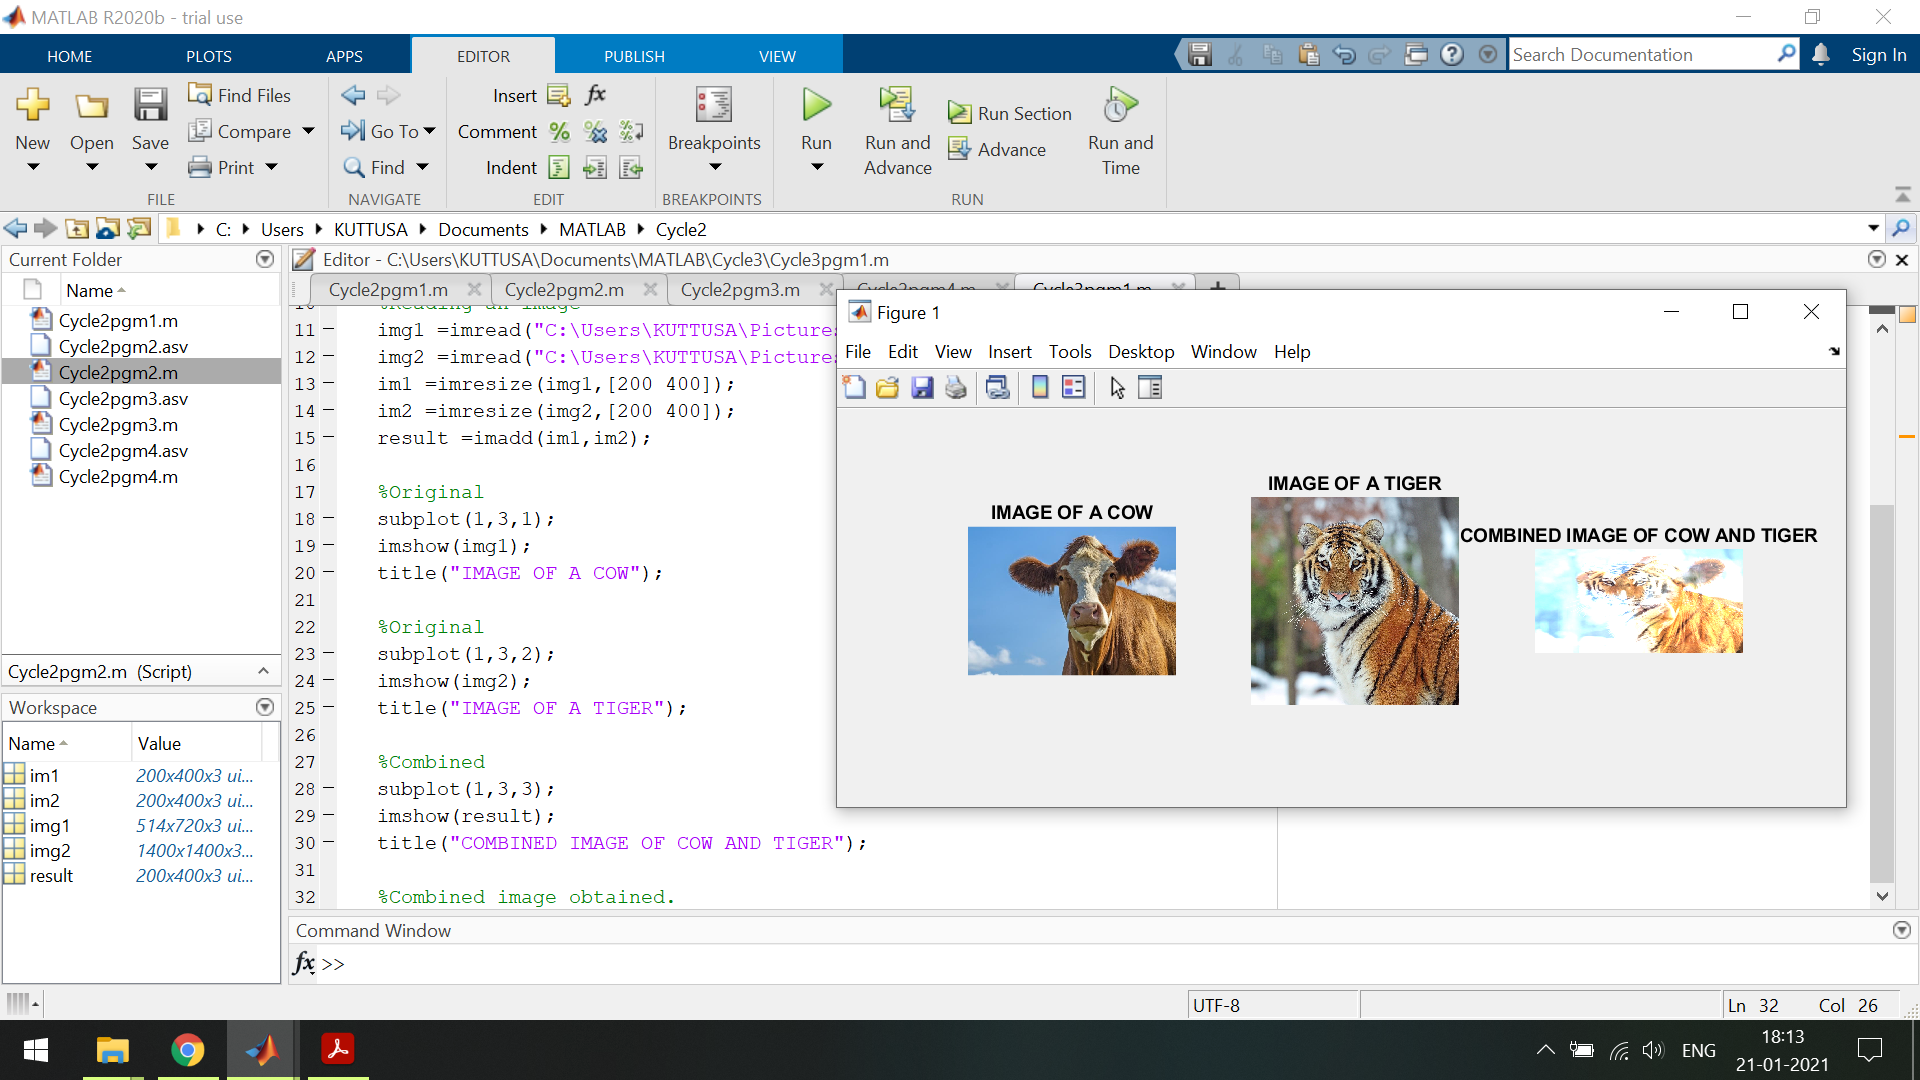 MATLAB R2020b - trial use
HOME PLOTS APPS EDITOR PUBLISH VIEW
Search Documentation
Sign In
New
Open
Save
Find Files
Compare
Print
FILE
Go To
Find
NAVIGATE
Insert
Comment
Indent
EDIT
fx
Breakpoints
BREAKPOINTS
Run
Run and
Advance
Run Section
Advance
Run and
Time
RUN
C: Users KUTTUSA Documents MATLAB Cycle2
Current Folder
Name
Cycle2pgm1.m
Cycle2pgm2.asv
Cycle2pgm2.m
Cycle2pgm3.asv
Cycle2pgm3.m
Cycle2pgm4.asv
Cycle2pgm4.m
Cycle2pgm2.m (Script)
Workspace
Name Value
im1 200x400x3 ui...
im2 200x400x3 ui...
img1 514x720x3 ui...
img2 1400x1400x3...
result 200x400x3 ui...
Editor - C:\Users\KUTTUSA\Documents\MATLAB\Cycle3\Cycle3pgm1.m
Cycle2pgm1.m Cycle2pgm2.m Cycle2pgm3.m Cycle2pgm4.m Cycle3pgm1.m
10 %Reading an image
11 img1 =imread("C:\Users\KUTTUSA\Pictures
12 img2 =imread("C:\Users\KUTTUSA\Pictures
13 im1 =imresize(img1,[200 400]);
14 im2 =imresize(img2,[200 400]);
15 result =imadd(im1,im2);
16
17 %Original
18 subplot(1,3,1);
19 imshow(img1);
20 title("IMAGE OF A COW");
21
22 %Original
23 subplot(1,3,2);
24 imshow(img2);
25 title("IMAGE OF A TIGER");
26
27 %Combined
28 subplot(1,3,3);
29 imshow(result);
30 title("COMBINED IMAGE OF COW AND TIGER");
31
32 %Combined image obtained.
Figure 1
File Edit View Insert Tools Desktop Window Help
IMAGE OF A COW
IMAGE OF A TIGER
COMBINED IMAGE OF COW AND TIGER
Command Window
fx >>
UTF-8
Ln 32 Col 26
ENG
18:13
21-01-2021